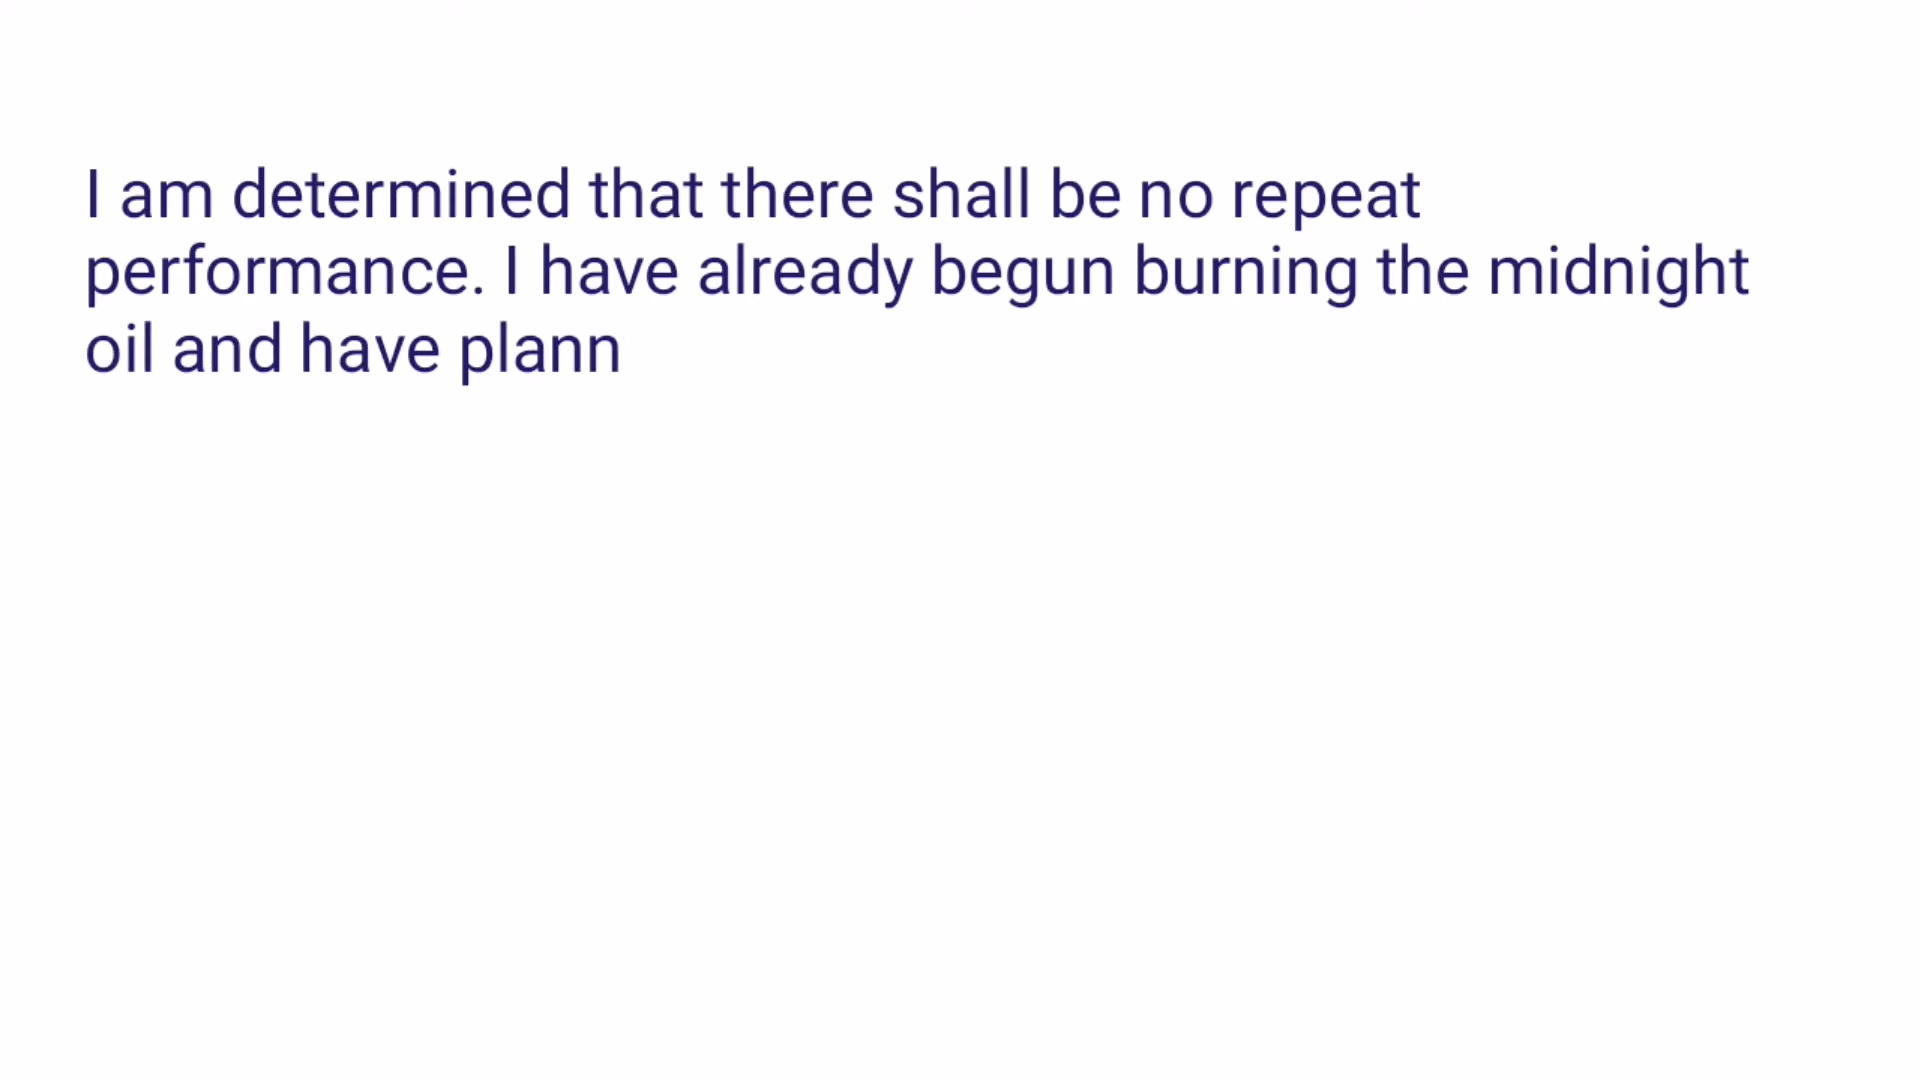 I am determined that there shall be no repeat
performance. I have already begun burning the midnight
oil and have plann